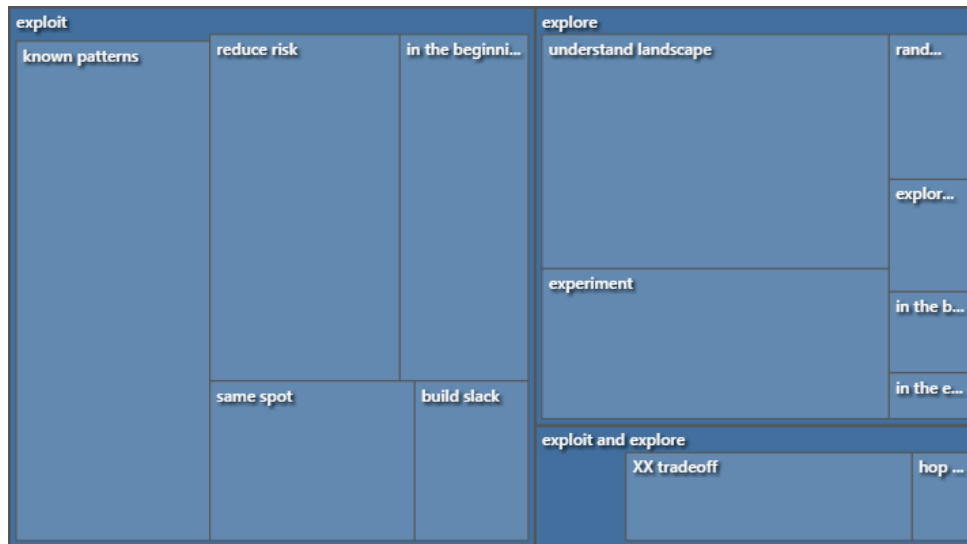 exploit
known patterns
reduce risk
in the beginni...
same spot
build slack
explore
understand landscape
rand...
explor...
experiment
in the b...
in the e...
exploit and explore
XX tradeoff
hop ...